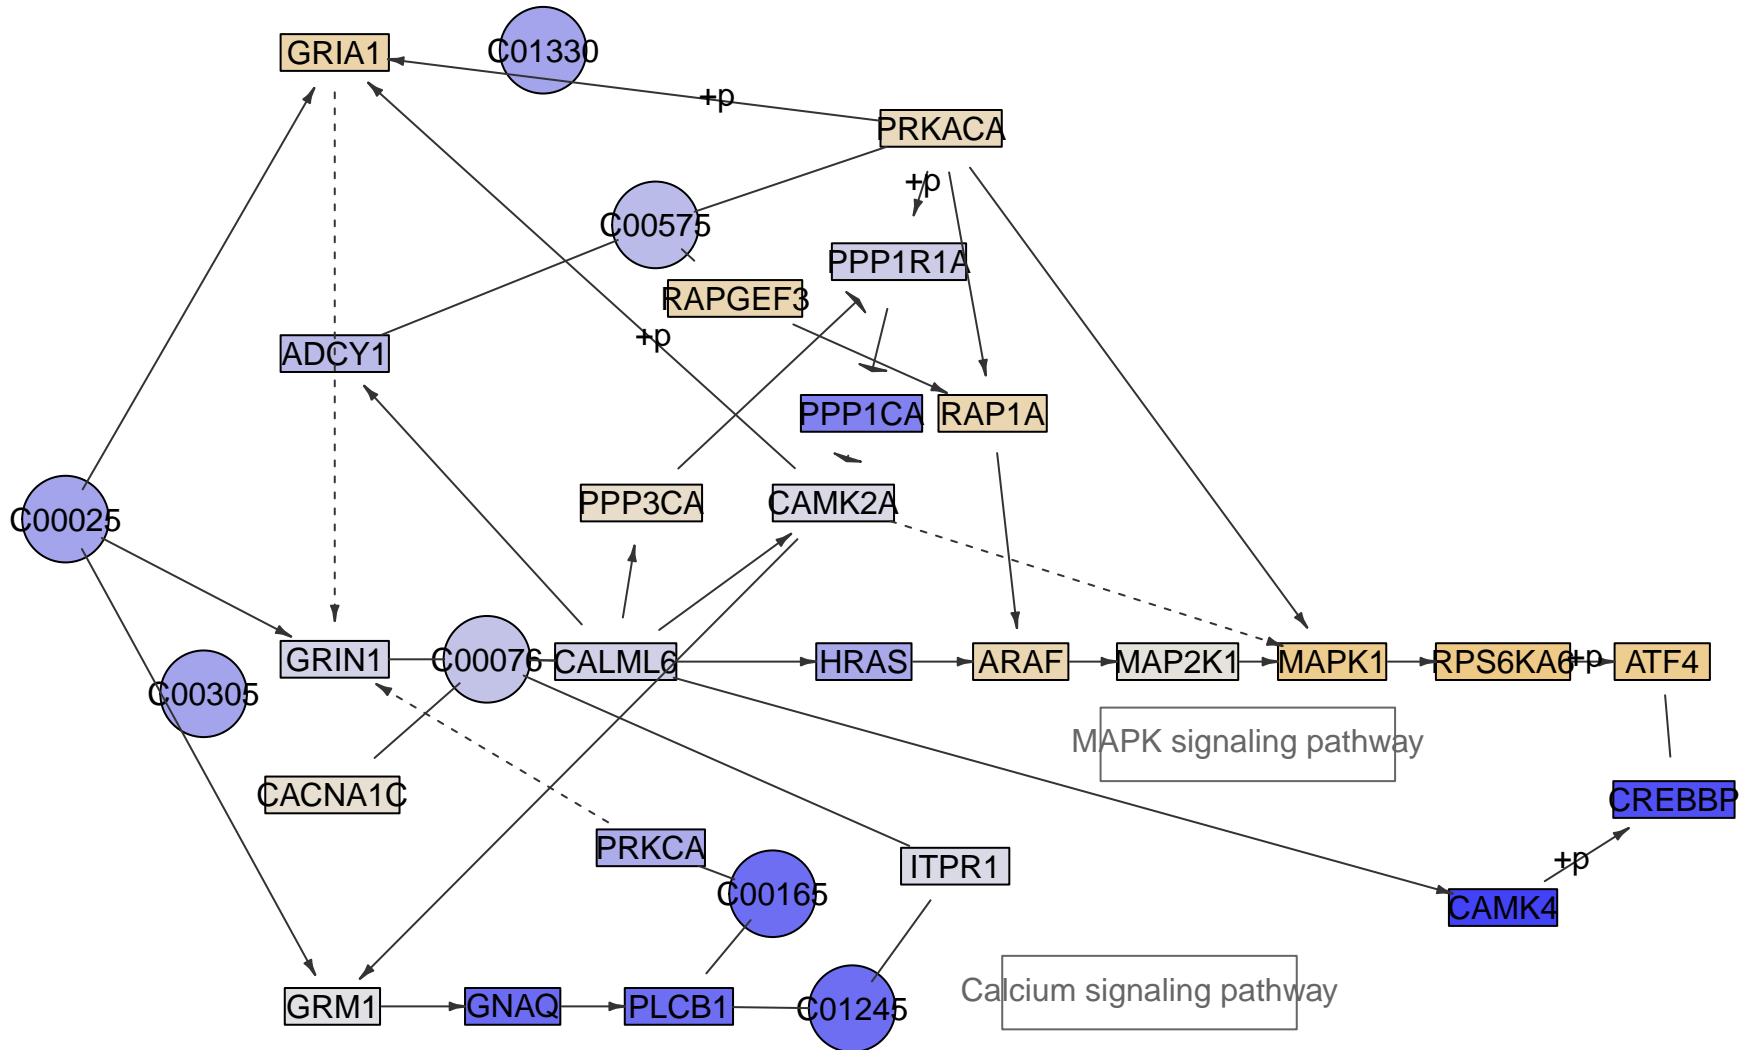 GRIA1
C01330
+p
PRKACA
+p
C00575
PPP1R1A
RAPGEF3
+p
ADCY1
PPP1CA
RAP1A
PPP3CA
CAMK2A
C00025
GRIN1
C00076
CALML6
HRAS
ARAF
MAP2K1
MAPK1
RPS6KA6
+p
ATF4
C00305
MAPK signaling pathway
CACNA1C
CREBBP
PRKCA
+p
ITPR1
C00165
CAMK4
Calcium signaling pathway
GRM1
GNAQ
PLCB1
C01245